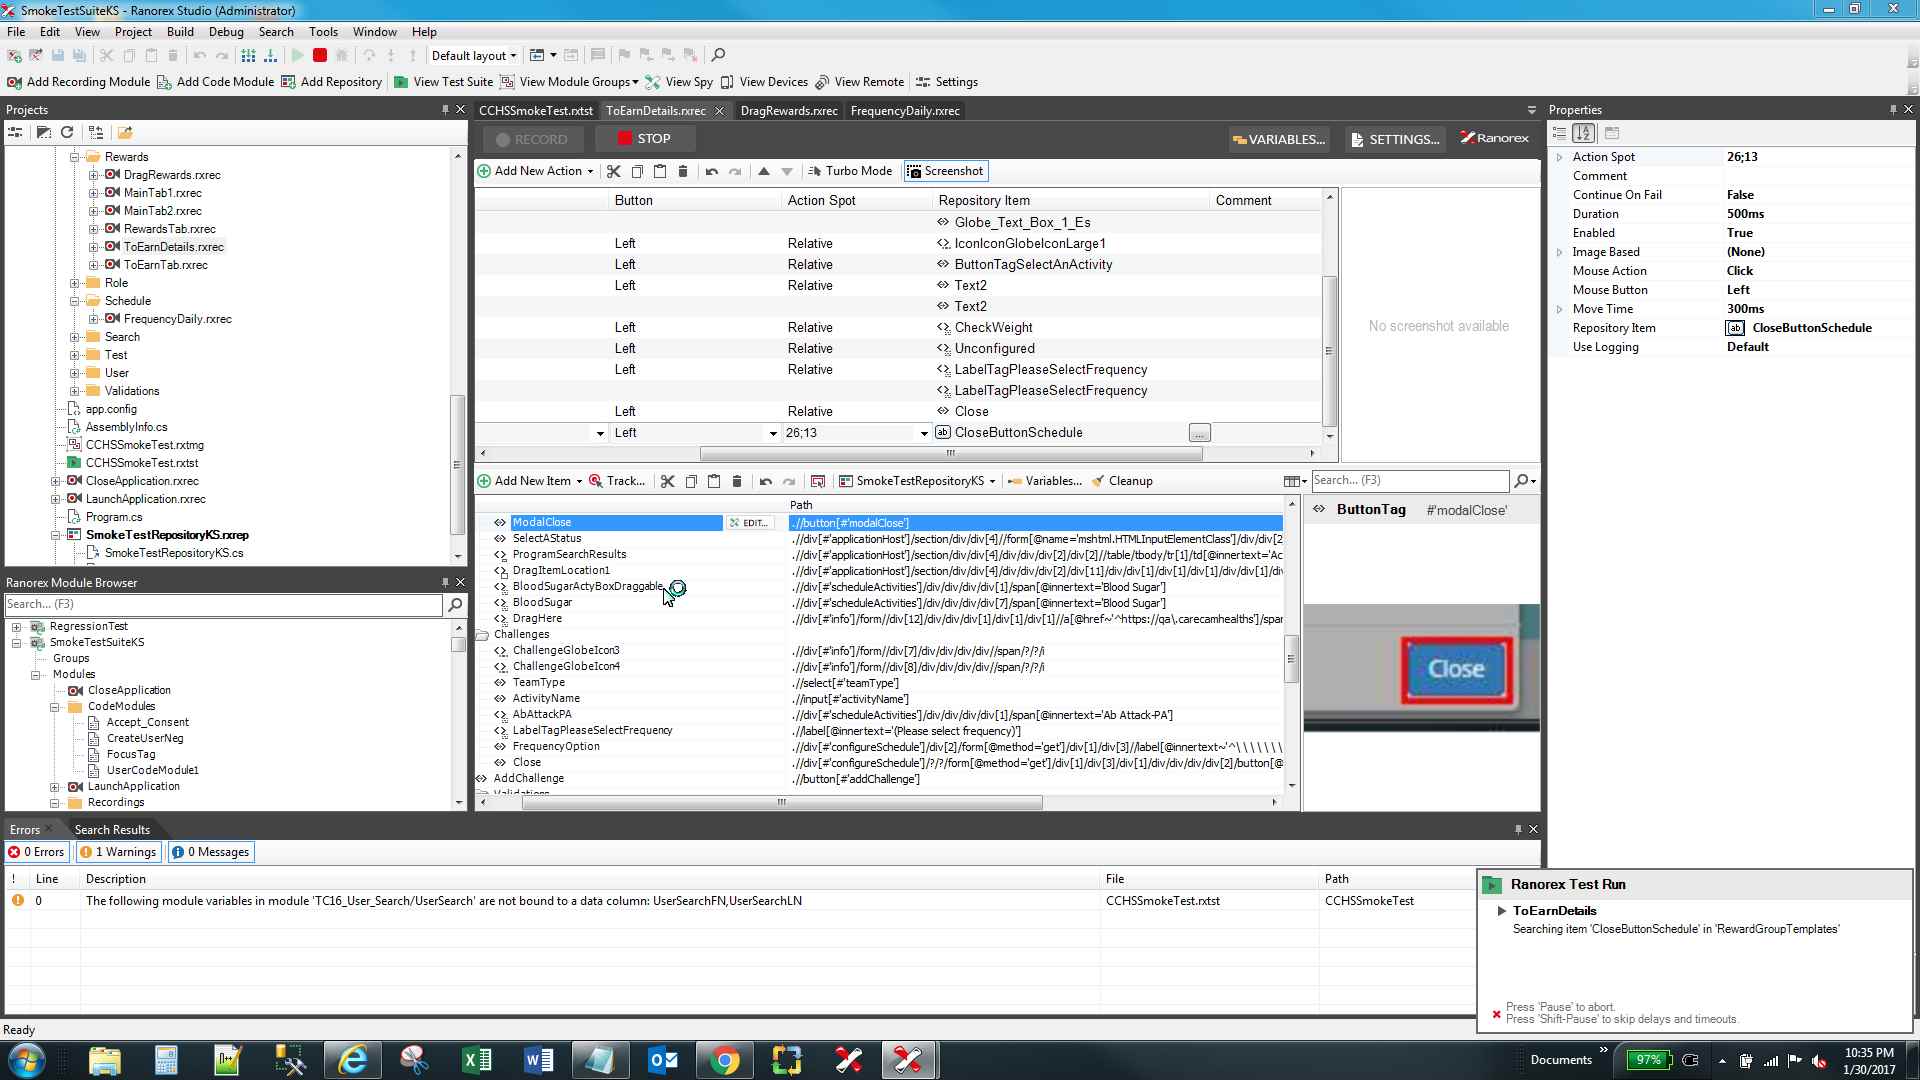 SmokeTestSuiteKS - Ranorex Studio (Administrator)
File Edit View Project Build Debug Search Tools Window Help
Default layout
Add Recording Module Add Code Module Add Repository View Test Suite View Module Groups View Spy View Devices View Remote Settings
Projects
Rewards
DragRewards.rxrec
MainTab1.rxrec
MainTab2.rxrec
RewardsTab.rxrec
ToEarnDetails.rxrec
ToEarnTab.rxrec
Role
Schedule
FrequencyDaily.rxrec
Search
Test
User
Validations
app.config
AssemblyInfo.cs
CCHSSmokeTest.rxtmg
CCHSSmokeTest.rxtst
CloseApplication.rxrec
LaunchApplication.rxrec
Program.cs
SmokeTestRepositoryKS.rxrep
SmokeTestRepositoryKS.cs
Ranorex Module Browser
Search... (F3)
RegressionTest
SmokeTestSuiteKS
Groups
Modules
CloseApplication
CodeModules
Accept_Consent
CreateUserNeg
FocusTag
UserCodeModule1
LaunchApplication
Recordings
CCHSSmokeTest.rxtst ToEarnDetails.rxrec DragRewards.rxrec FrequencyDaily.rxrec
RECORD STOP VARIABLES... SETTINGS... Ranorex
Add New Action Turbo Mode Screenshot
Button Action Spot Repository Item Comment
Globe_Text_Box_1_Es
Left Relative IconIconGlobeIconLarge1
Left Relative ButtonTagSelectAnActivity
Left Relative Text2
Text2
Left Relative CheckWeight
Left Relative Unconfigured
Left Relative LabelTagPleaseSelectFrequency
LabelTagPleaseSelectFrequency
Left Relative Close
Left 26;13 ab CloseButtonSchedule ...
No screenshot available
Add New Item Track... SmokeTestRepositoryKS Variables... Cleanup Search... (F3)
Path
ModalClose EDIT... .//button[#'modalClose']
SelectAStatus .//div[#'applicationHost']/section/div/div[4]//form[@name='mshtml.HTMLInputElementClass']/div/div[2
ProgramSearchResults .//div[#'applicationHost']/section/div/div[4]/div/div[2]/div[2]//table/tbody/tr[1]/td[@innertext='Ac
DragItemLocation1 .//div[#'applicationHost']/section/div[4]/div/div[2]/div[11]/div/div[1]/div[1]/div[1]/div[1]/div[1]/di
BloodSugarActyBoxDraggable .//div[#'scheduleActivities']/div/div/div[1]/span[@innertext='Blood Sugar']
BloodSugar .//div[#'scheduleActivities']/div/div/div[7]/span[@innertext='Blood Sugar']
DragHere .//div[#'info']/form//div[12]/div/div[1]/div[1]/div[1]//a[@href~'^https://qa\.carecamhealths']/span
Challenges
ChallengeGlobeIcon3 .//div[#'info']/form//div[7]/div/div/div/div//span/?/?/i
ChallengeGlobeIcon4 .//div[#'info']/form//div[8]/div/div/div/div//span/?/?/i
TeamType .//select[#'teamType']
ActivityName .//input[#'activityName']
AbAttackPA .//div[#'scheduleActivities']/div/div/div/div[1]/span[@innertext='Ab Attack-PA']
LabelTagPleaseSelectFrequency .//label[@innertext='(Please select frequency)']
FrequencyOption .//div[#'configureSchedule']/div[2]/form[@method='get']/div[1]/div[3]//label[@innertext~'^\\\\\\\
Close .//div[#'configureSchedule']/?/?/form[@method='get']/div[1]/div[3]/div[1]/div/div/div/div[2]/button[@
AddChallenge .//button[#'addChallenge']
Validations
ButtonTag #'modalClose'
Close
Properties
Action Spot 26;13
Comment
Continue On Fail False
Duration 500ms
Enabled True
Image Based (None)
Mouse Action Click
Mouse Button Left
Move Time 300ms
Repository Item ab CloseButtonSchedule
Use Logging Default
Errors Search Results
0 Errors 1 Warnings 0 Messages
! Line Description File Path
0 The following module variables in module 'TC16_User_Search/UserSearch' are not bound to a data column: UserSearchFN,UserSearchLN CCHSSmokeTest.rxtst CCHSSmokeTest
Ranorex Test Run
ToEarnDetails
Searching item 'CloseButtonSchedule' in 'RewardGroupTemplates'
Press 'Pause' to abort.
Press 'Shift-Pause' to skip delays and timeouts.
Ready
Documents 97% 10:35 PM
1/30/2017